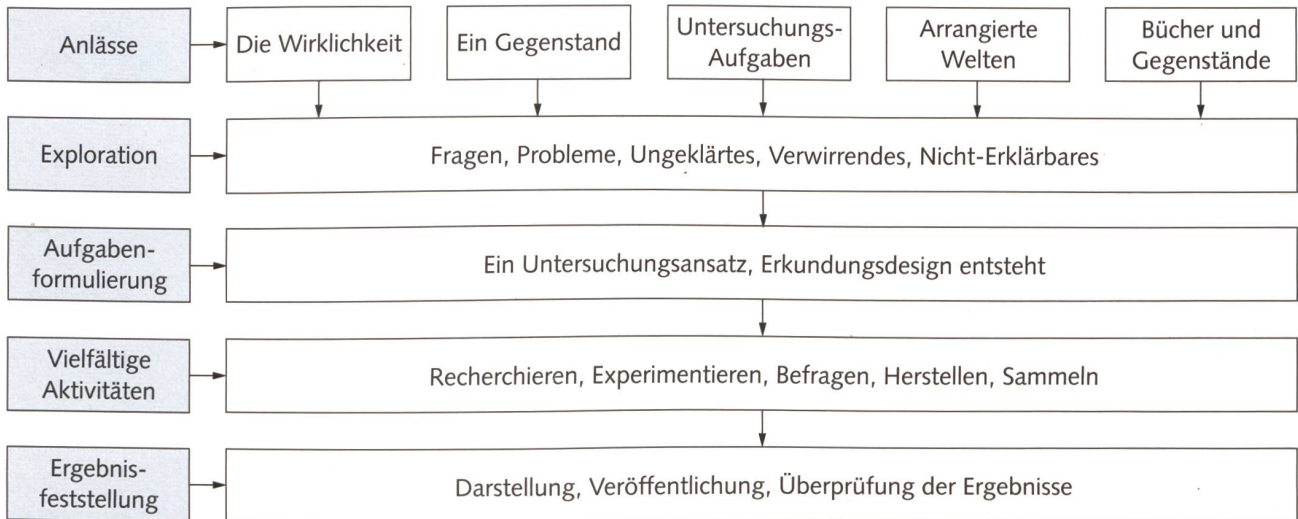 Anlässe
Die Wirklichkeit
Ein Gegenstand
Untersuchungs-
Aufgaben
Arrangierte
Welten
Bücher und
Gegenstände
Exploration
Fragen, Probleme, Ungeklärtes, Verwirrendes, Nicht-Erklärbares
Aufgaben-
formulierung
Ein Untersuchungsansatz, Erkundungsdesign entsteht
Vielfältige
Aktivitäten
Recherchieren, Experimentieren, Befragen, Herstellen, Sammeln
Ergebnis-
feststellung
Darstellung, Veröffentlichung, Überprüfung der Ergebnisse